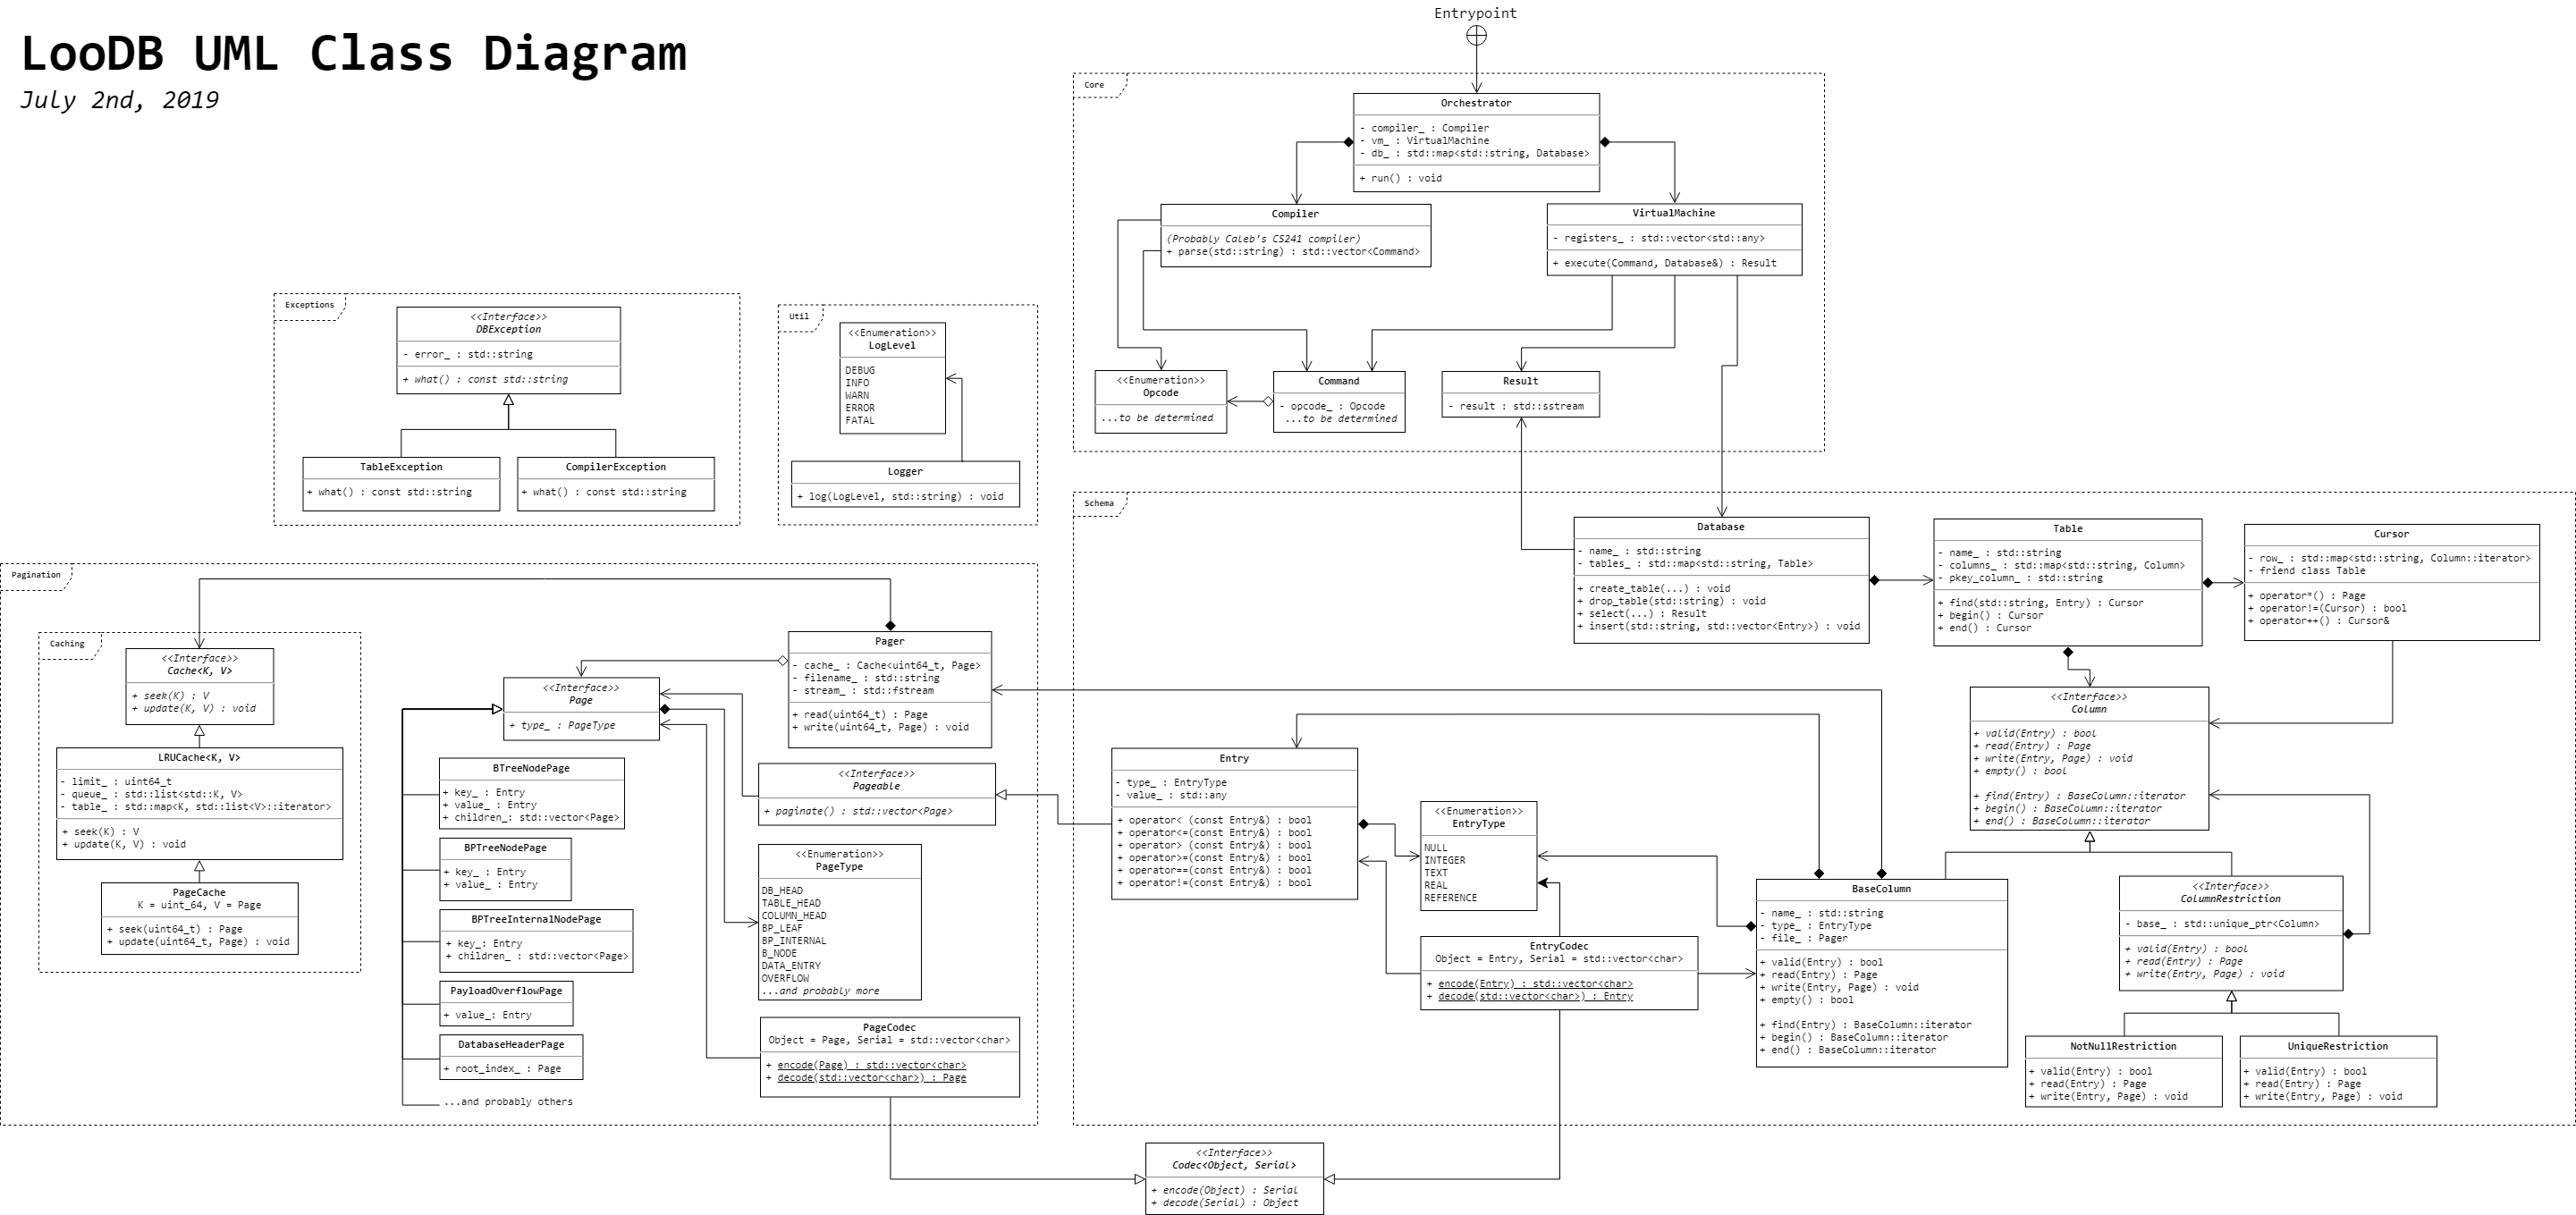 LooDB UML Class Diagram
July 2nd, 2019
Entrypoint
Core
Orchestrator
- compiler_ : Compiler
- vm_ : VirtualMachine
- db_ : std::map<std::string, Database>
+ run() : void
Compiler
(Probably Caleb's CS241 compiler)
+ parse(std::string) : std::vector<Command>
VirtualMachine
- registers_ : std::vector<std::any>
+ execute(Command, Database&) : Result
<<Enumeration>>
Opcode
...to be determined
Command
- opcode_ : Opcode
...to be determined
Result
- result : std::sstream
Exceptions
<<Interface>>
DBException
- error_ : std::string
+ what() : const std::string
TableException
+ what() : const std::string
CompilerException
+ what() : const std::string
Util
<<Enumeration>>
LogLevel
DEBUG
INFO
WARN
ERROR
FATAL
Logger
+ log(LogLevel, std::string) : void
Pagination
Caching
<<Interface>>
Cache<K, V>
+ seek(K) : V
+ update(K, V) : void
LRUCache<K, V>
- limit_ : uint64_t
- queue_ : std::list<std::K, V>
- table_ : std::map<K, std::list<V>::iterator>
+ seek(K) : V
+ update(K, V) : void
PageCache
K = uint_64, V = Page
+ seek(uint64_t) : Page
+ update(uint64_t, Page) : void
<<Interface>>
Page
+ type_ : PageType
BTreeNodePage
+ key_ : Entry
+ value_ : Entry
+ children_: std::vector<Page>
BPTreeNodePage
+ key_ : Entry
+ value_ : Entry
BPTreeInternalNodePage
+ key_: Entry
+ children_ : std::vector<Page>
PayloadOverflowPage
+ value_: Entry
DatabaseHeaderPage
+ root_index_ : Page
...and probably others
Pager
- cache_ : Cache<uint64_t, Page>
- filename_ : std::string
- stream_ : std::fstream
+ read(uint64_t) : Page
+ write(uint64_t, Page) : void
<<Interface>>
Pageable
+ paginate() : std::vector<Page>
<<Enumeration>>
PageType
DB_HEAD
TABLE_HEAD
COLUMN_HEAD
BP_LEAF
BP_INTERNAL
B_NODE
DATA_ENTRY
OVERFLOW
...and probably more
PageCodec
Object = Page, Serial = std::vector<char>
+ encode(Page) : std::vector<char>
+ decode(std::vector<char>) : Page
Schema
Database
- name_ : std::string
- tables_ : std::map<std::string, Table>
+ create_table(...) : void
+ drop_table(std::string) : void
+ select(...) : Result
+ insert(std::string, std::vector<Entry>) : void
Table
- name_ : std::string
- columns_ : std::map<std::string, Column>
- pkey_column_ : std::string
+ find(std::string, Entry) : Cursor
+ begin() : Cursor
+ end() : Cursor
Cursor
- row_ : std::map<std::string, Column::iterator>
- friend class Table
+ operator*() : Page
+ operator!=(Cursor) : bool
+ operator++() : Cursor&
<<Interface>>
Column
+ valid(Entry) : bool
+ read(Entry) : Page
+ write(Entry, Page) : void
+ empty() : bool
+ find(Entry) : BaseColumn::iterator
+ begin() : BaseColumn::iterator
+ end() : BaseColumn::iterator
Entry
- type_ : EntryType
- value_ : std::any
+ operator< (const Entry&) : bool
+ operator<=(const Entry&) : bool
+ operator> (const Entry&) : bool
+ operator>=(const Entry&) : bool
+ operator==(const Entry&) : bool
+ operator!=(const Entry&) : bool
<<Enumeration>>
EntryType
NULL
INTEGER
TEXT
REAL
REFERENCE
EntryCodec
Object = Entry, Serial = std::vector<char>
+ encode(Entry) : std::vector<char>
+ decode(std::vector<char>) : Entry
BaseColumn
- name_ : std::string
- type_ : EntryType
- file_ : Pager
+ valid(Entry) : bool
+ read(Entry) : Page
+ write(Entry, Page) : void
+ empty() : bool
+ find(Entry) : BaseColumn::iterator
+ begin() : BaseColumn::iterator
+ end() : BaseColumn::iterator
<<Interface>>
ColumnRestriction
- base_ : std::unique_ptr<Column>
+ valid(Entry) : bool
+ read(Entry) : Page
+ write(Entry, Page) : void
NotNullRestriction
+ valid(Entry) : bool
+ read(Entry) : Page
+ write(Entry, Page) : void
UniqueRestriction
+ valid(Entry) : bool
+ read(Entry) : Page
+ write(Entry, Page) : void
<<Interface>>
Codec<Object, Serial>
+ encode(Object) : Serial
+ decode(Serial) : Object